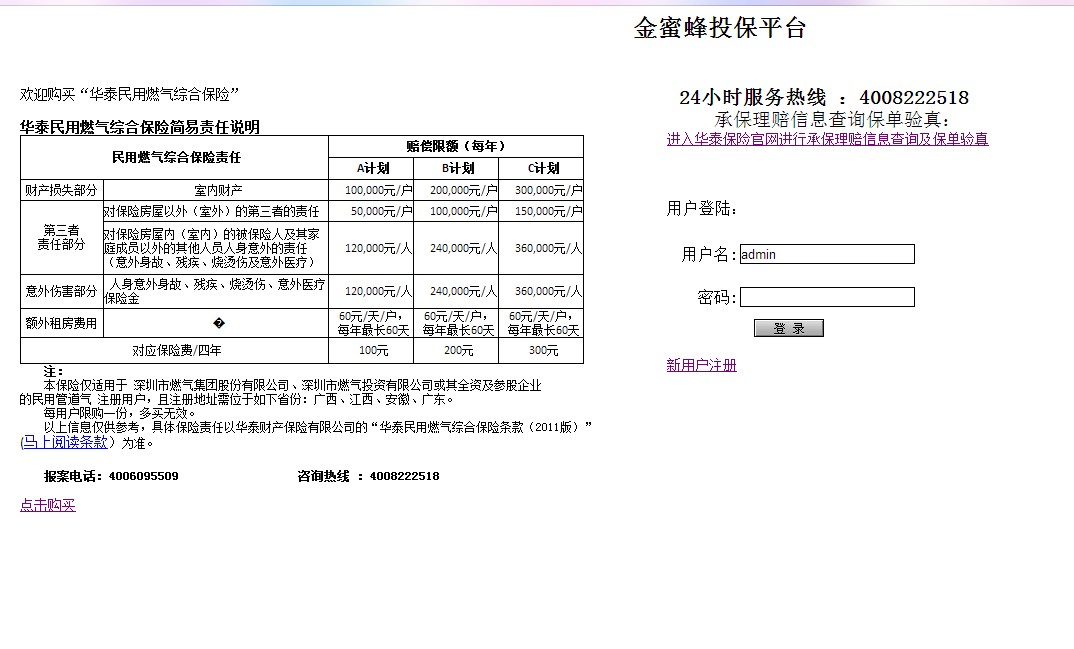 金蜜蜂投保平台
欢迎购买“华泰民用燃气综合保险”
华泰民用燃气综合保险简易责任说明
民用燃气综合保险责任
赔偿限额（每年）
A计划 B计划 C计划
财产损失部分 室内财产 100,000元/户 200,000元/户 300,000元/户
第三者
责任部分
对保险房屋以外（室外）的第三者的责任 50,000元/户 100,000元/户 150,000元/户
对保险房屋内（室内）的被保险人及其家
庭成员以外的其他人员人身意外的责任
（意外身故、残疾、烧烫伤及意外医疗）
120,000元/人 240,000元/人 360,000元/人
意外伤害部分
人身意外身故、残疾、烧烫伤、意外医疗
保险金
120,000元/人 240,000元/人 360,000元/人
额外租房费用 �
60元/天/户， 60元/天/户， 60元/天/户，
每年最长60天 每年最长60天 每年最长60天
对应保险费/四年 100元 200元 300元
注：
本保险仅适用于 深圳市燃气集团股份有限公司、深圳市燃气投资有限公司或其全资及参股企业
的民用管道气 注册用户，且注册地址需位于如下省份：广西、江西、安徽、广东。
每用户限购一份，多买无效。
以上信息仅供参考，具体保险责任以华泰财产保险有限公司的“华泰民用燃气综合保险条款（2011版）”
(马上阅读条款）为准。
报案电话：4006095509 咨询热线 ：4008222518
点击购买
24小时服务热线 ：4008222518
承保理赔信息查询保单验真：
进入华泰保险官网进行承保理赔信息查询及保单验真
用户登陆：
用户名：admin
密码：
登 录
新用户注册